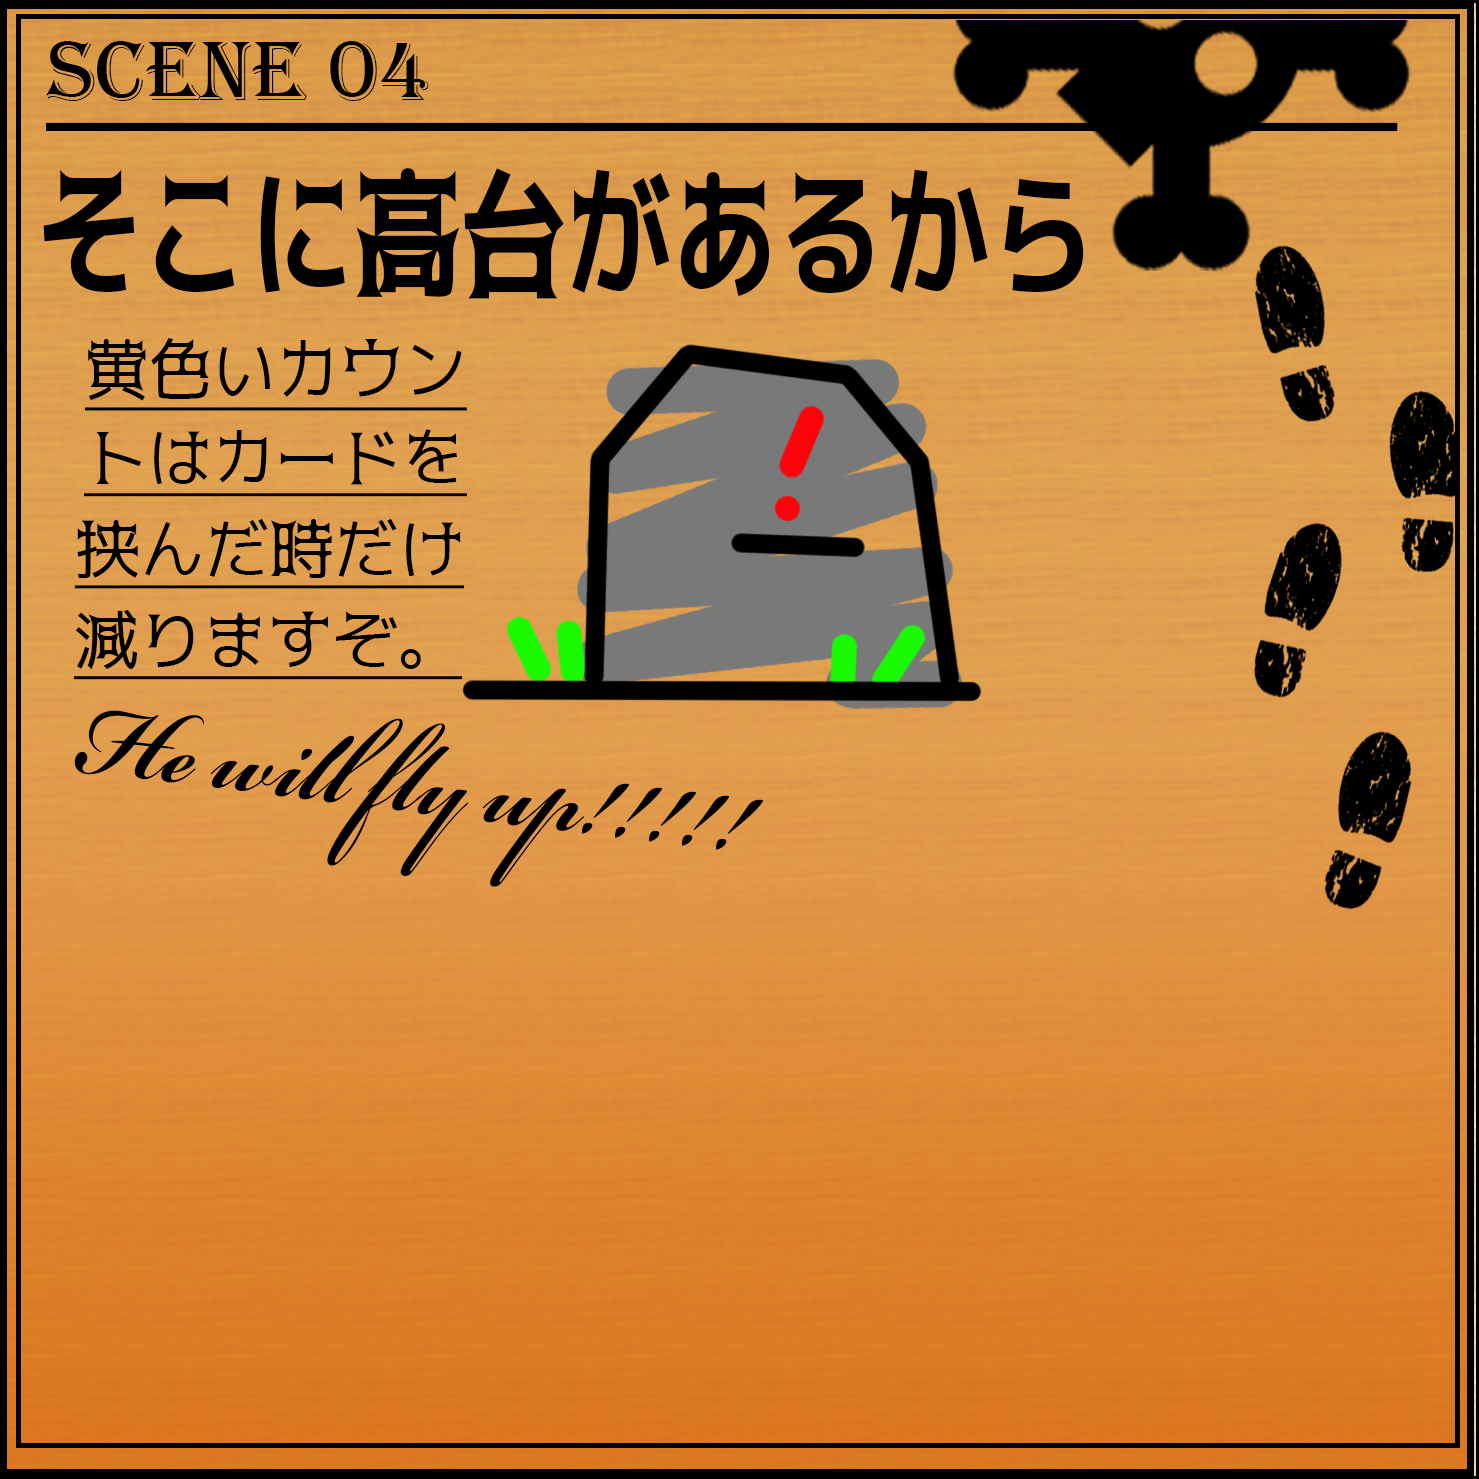 SCENE 04
そこに高台があるから
黄色いカウン
トはカードを
挟んだ時だけ
減りますぞ。
He will fly up!!!!!